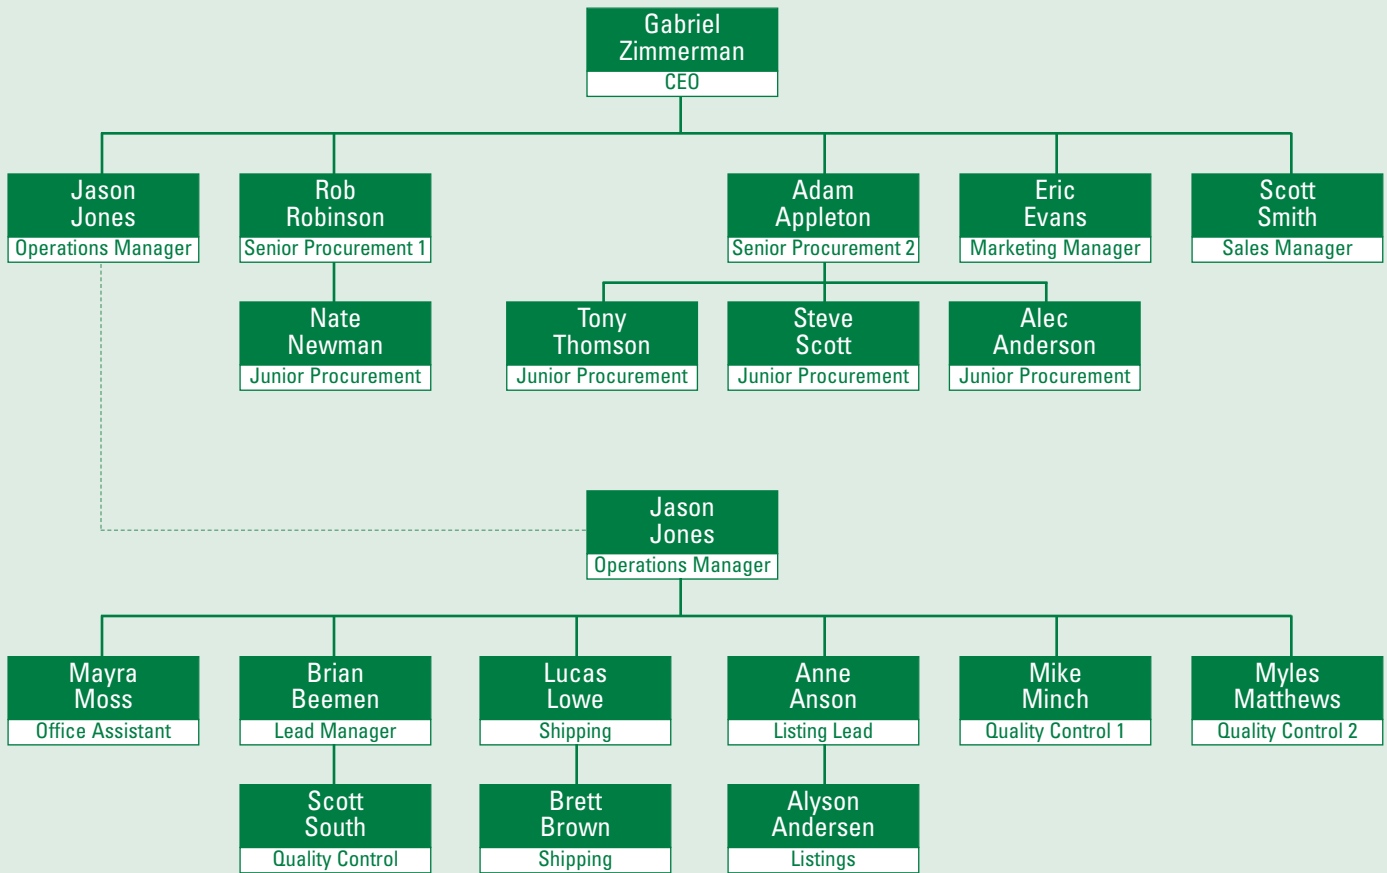 Gabriel
Zimmerman
CEO
Jason
Jones
Operations Manager
Rob
Robinson
Senior Procurement 1
Adam
Appleton
Senior Procurement 2
Eric
Evans
Marketing Manager
Scott
Smith
Sales Manager
Nate
Newman
Junior Procurement
Tony
Thomson
Junior Procurement
Steve
Scott
Junior Procurement
Alec
Anderson
Junior Procurement
Jason
Jones
Operations Manager
Mayra
Moss
Office Assistant
Brian
Beemen
Lead Manager
Lucas
Lowe
Shipping
Anne
Anson
Listing Lead
Mike
Minch
Quality Control 1
Myles
Matthews
Quality Control 2
Scott
South
Quality Control
Brett
Brown
Shipping
Alyson
Andersen
Listings